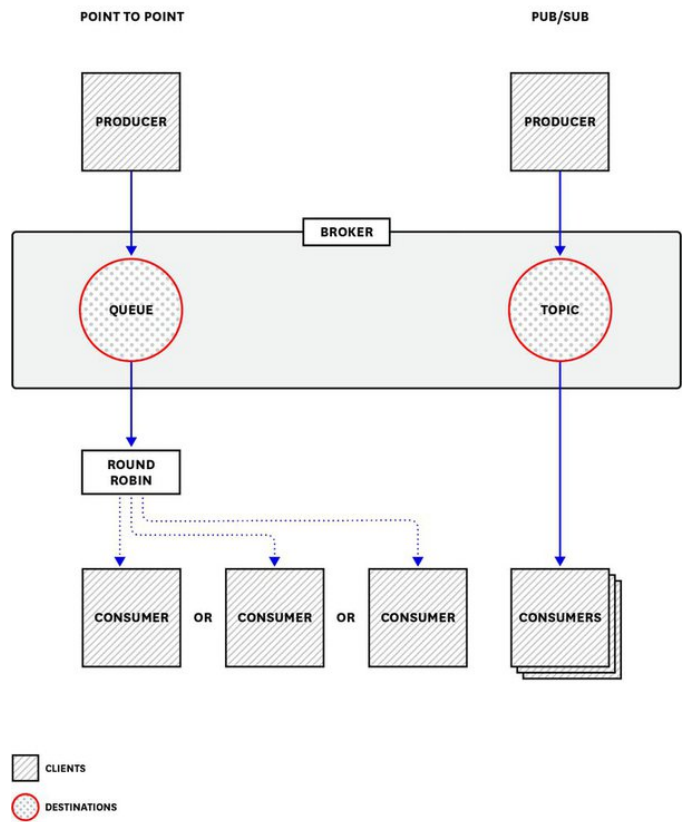 POINT TO POINT
PUB/SUB
PRODUCER
PRODUCER
BROKER
QUEUE
TOPIC
ROUND
ROBIN
CONSUMER
OR
CONSUMER
OR
CONSUMER
CONSUMERS
CLIENTS
DESTINATIONS